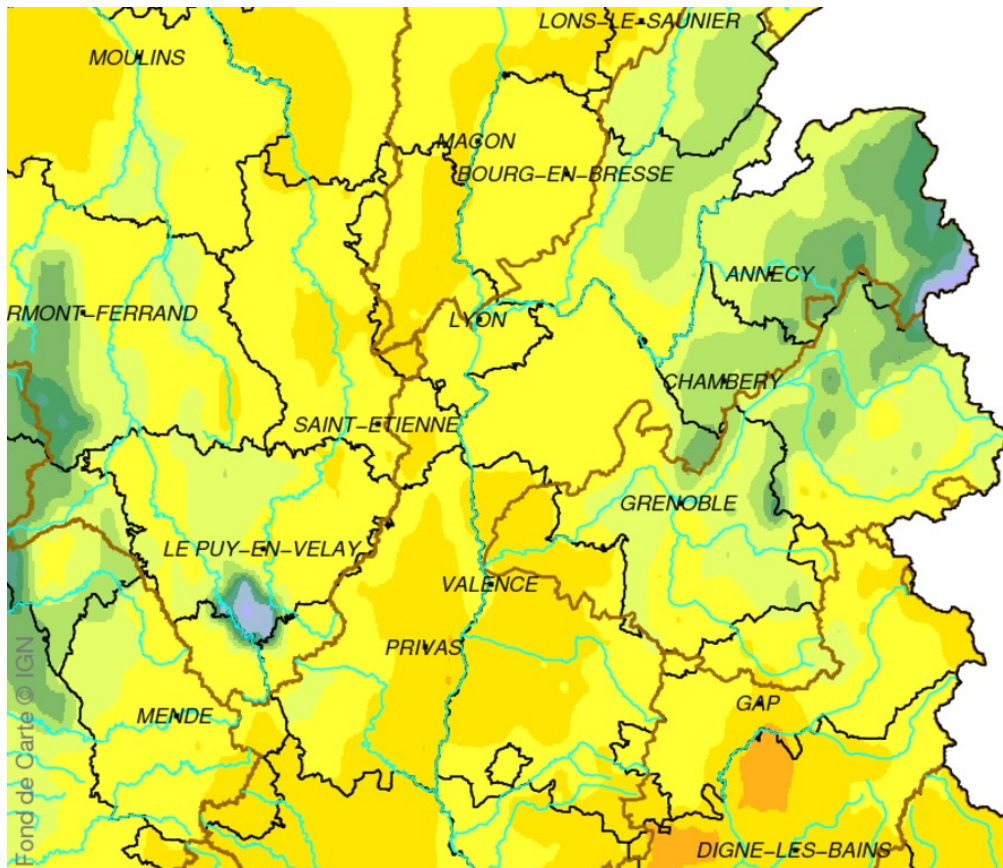 LONS-LE-SAUNIER
MOULINS
MACON
BOURG-EN-BRESSE
ANNECY
RMONT-FERRAND
LYON
CHAMBERY
SAINT-ETIENNE
GRENOBLE
LE PUY-EN-VELAY
VALENCE
PRIVAS
GAP
MENDE
DIGNE-LES-BAINS
Fond de Carte © IGN